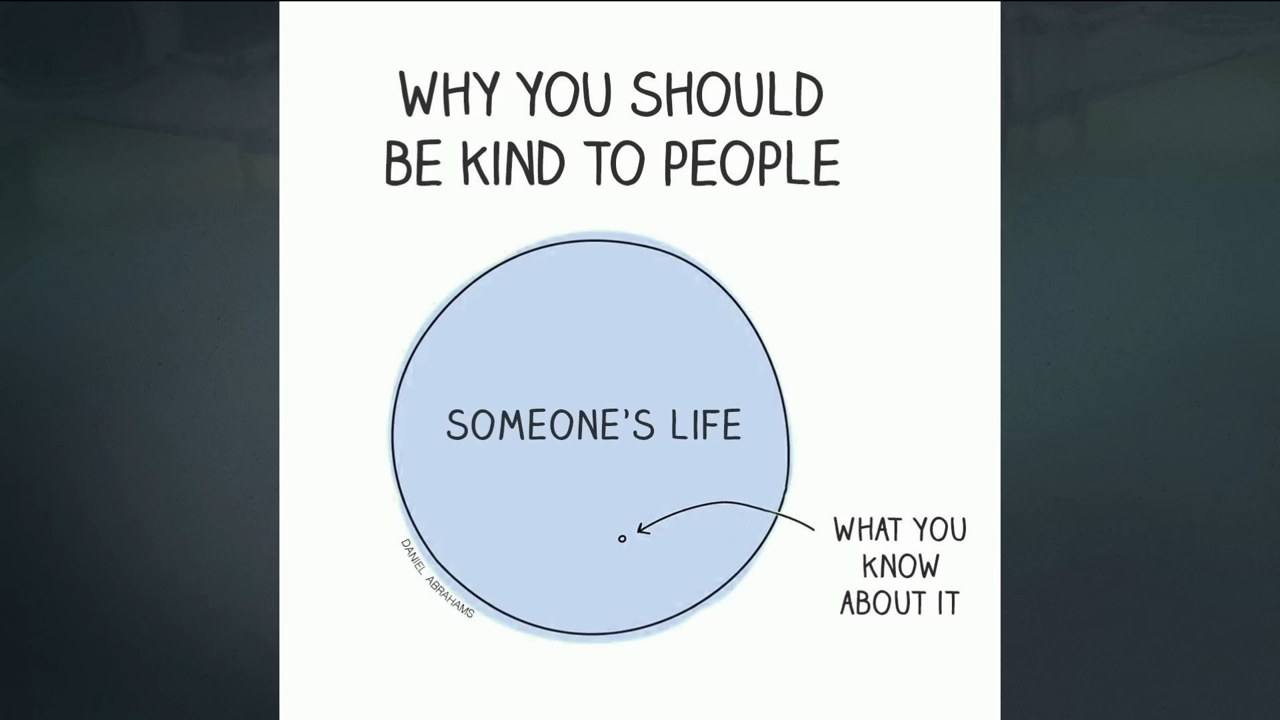 WHY YOU SHOULD
BE KIND TO PEOPLE
SOMEONE'S LIFE
WHAT YOU
KNOW
ABOUT IT
DANIEL ABRAHAMS